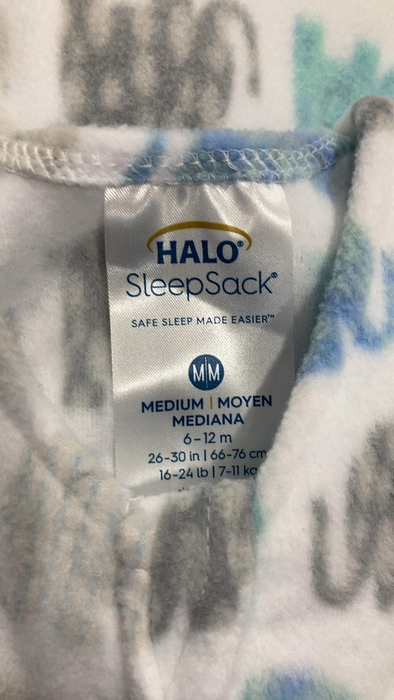 HALO®
SleepSack®
SAFE SLEEP MADE EASIER™
M|M
MEDIUM | MOYEN
MEDIANA
6-12 m
26-30 in | 66-76 cm
16-24 lb | 7-11 kg